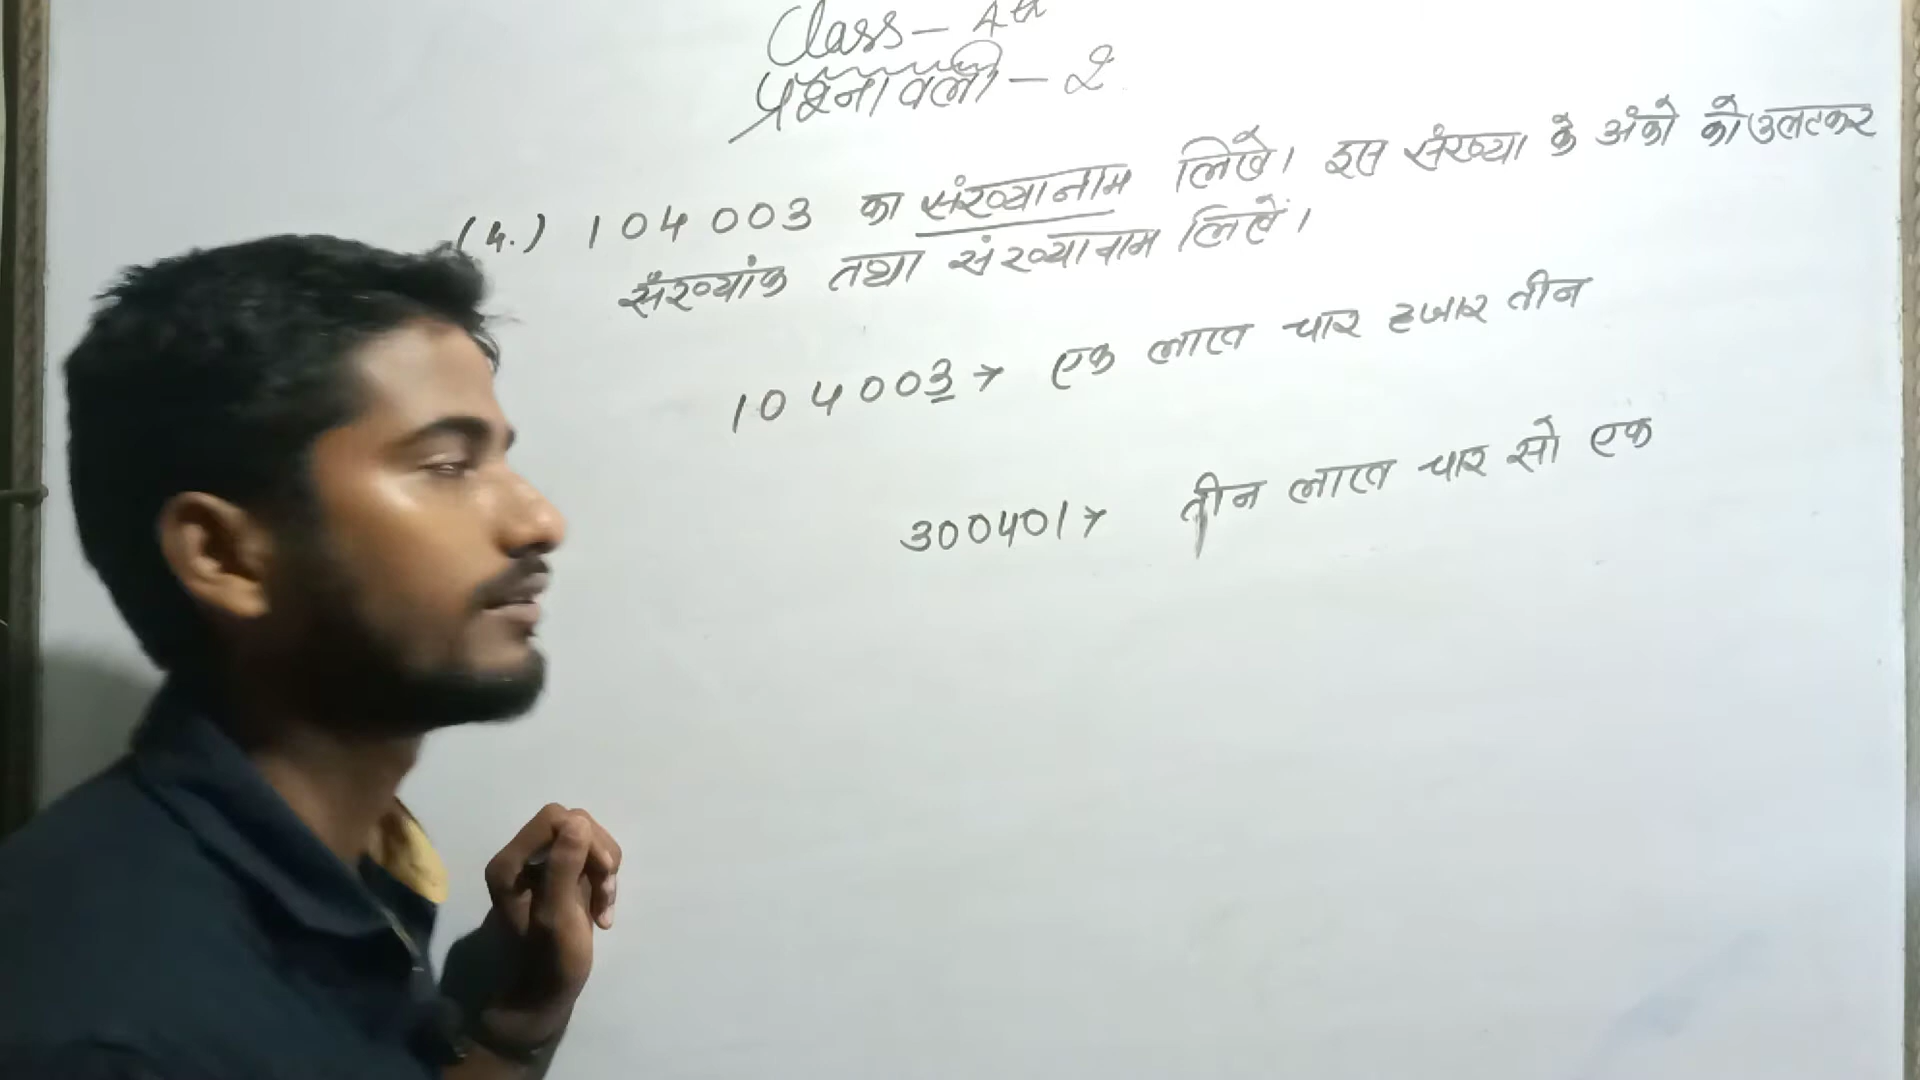 Class - 4th
प्रश्नावली - 2
(4.) 104003 का संख्यानाम लिखें। इस संख्या के अंको को उलटकर
संख्यांक तथा संख्यानाम लिखें।
104003 → एक लाख चार हजार तीन
300401 → तीन लाख चार सो एक